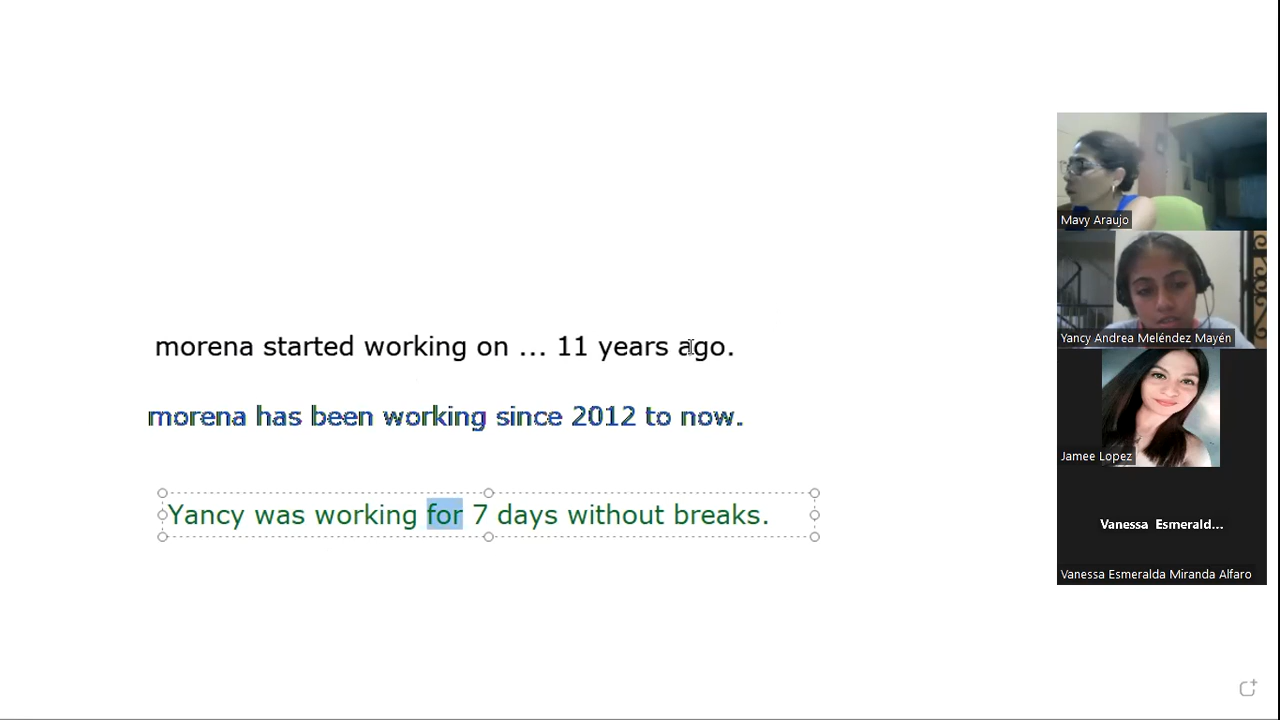 morena started working on ... 11 years ago.
morena has been working since 2012 to now.
Yancy was working for 7 days without breaks.
Mavy Araujo
Yancy Andrea Meléndez Mayén
Jamee Lopez
Vanessa Esmerald...
Vanessa Esmeralda Miranda Alfaro